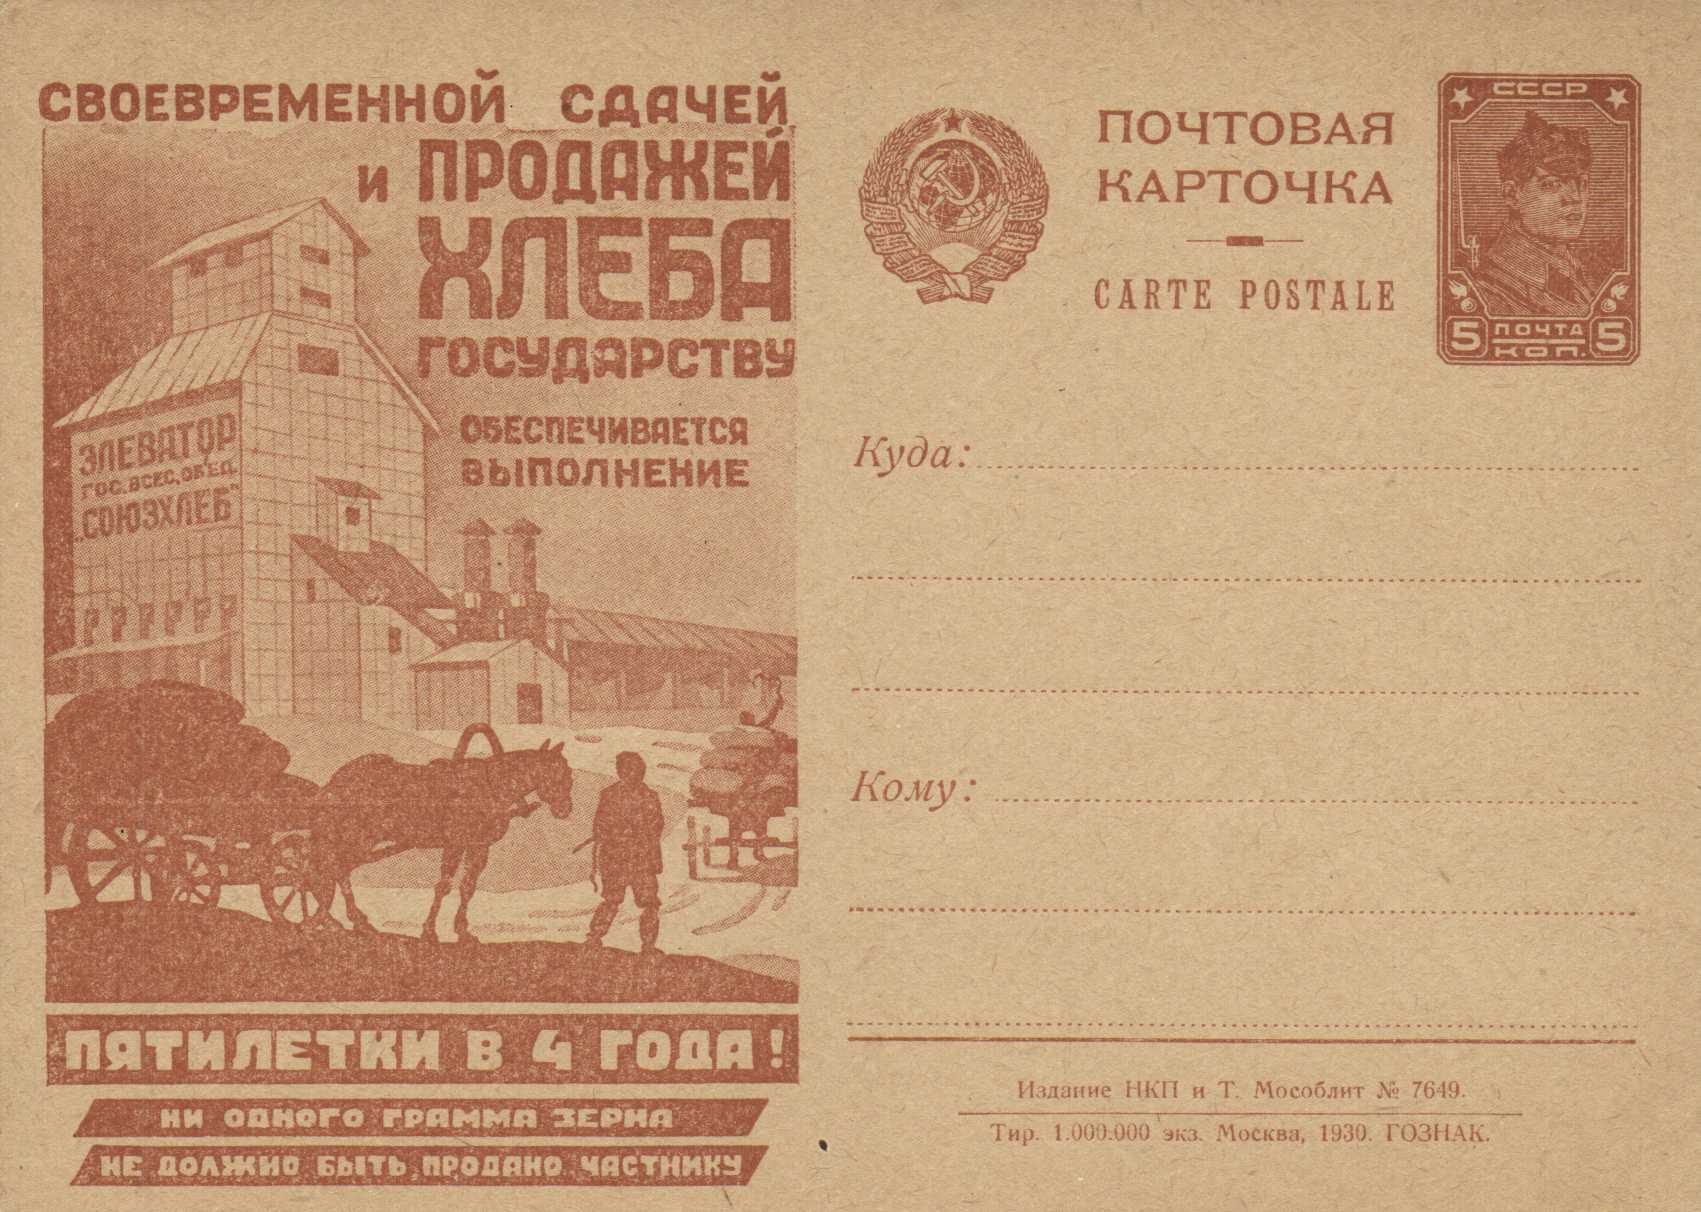 СВОЕВРЕМЕННОЙ СДАЧЕЙ
И ПРОДАЖЕЙ
ХЛЕБА
ГОСУДАРСТВУ
ОБЕСПЕЧИВАЕТСЯ
ВЫПОЛНЕНИЕ
ЭЛЕВАТОР
ГОС. ВСЕС. ОБ'ЕД.
„СОЮЗХЛЕБ"
ПЯТИЛЕТКИ В 4 ГОДА!
НИ ОДНОГО ГРАММА ЗЕРНА
НЕ ДОЛЖНО БЫТЬ ПРОДАНО ЧАСТНИКУ
ПОЧТОВАЯ
КАРТОЧКА
CARTE POSTALE
СССР
5 ПОЧТА 5
КОП.
Куда:
Кому:
Издание НКП и Т. Мособлит № 7649.
Тир. 1.000.000 экз. Москва, 1930. ГОЗНАК.